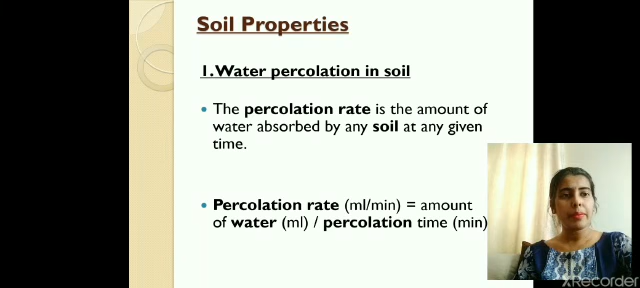 Soil Properties
1. Water percolation in soil
• The percolation rate is the amount of
water absorbed by any soil at any given
time.
• Percolation rate (ml/min) = amount
of water (ml) / percolation time (min)
XRecorder